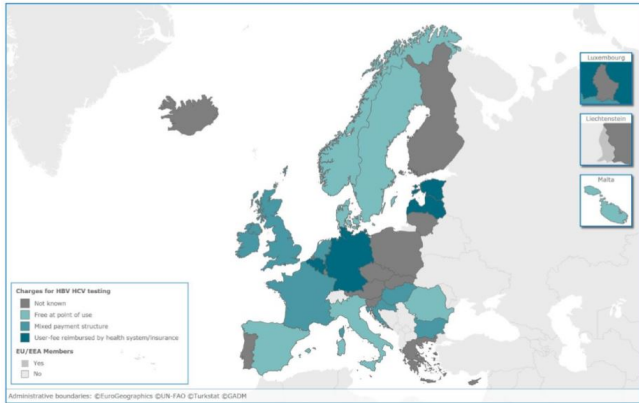 Luxembourg
Liechtenstein
Malta
Charges for HBV HCV testing
Not known
Free at point of use
Mixed payment structure
User-fee reimbursed by health system/insurance
EU/EEA Members
Yes
No
Administrative boundaries: ©EuroGeographics ©UN-FAO ©Turkstat ©GADM